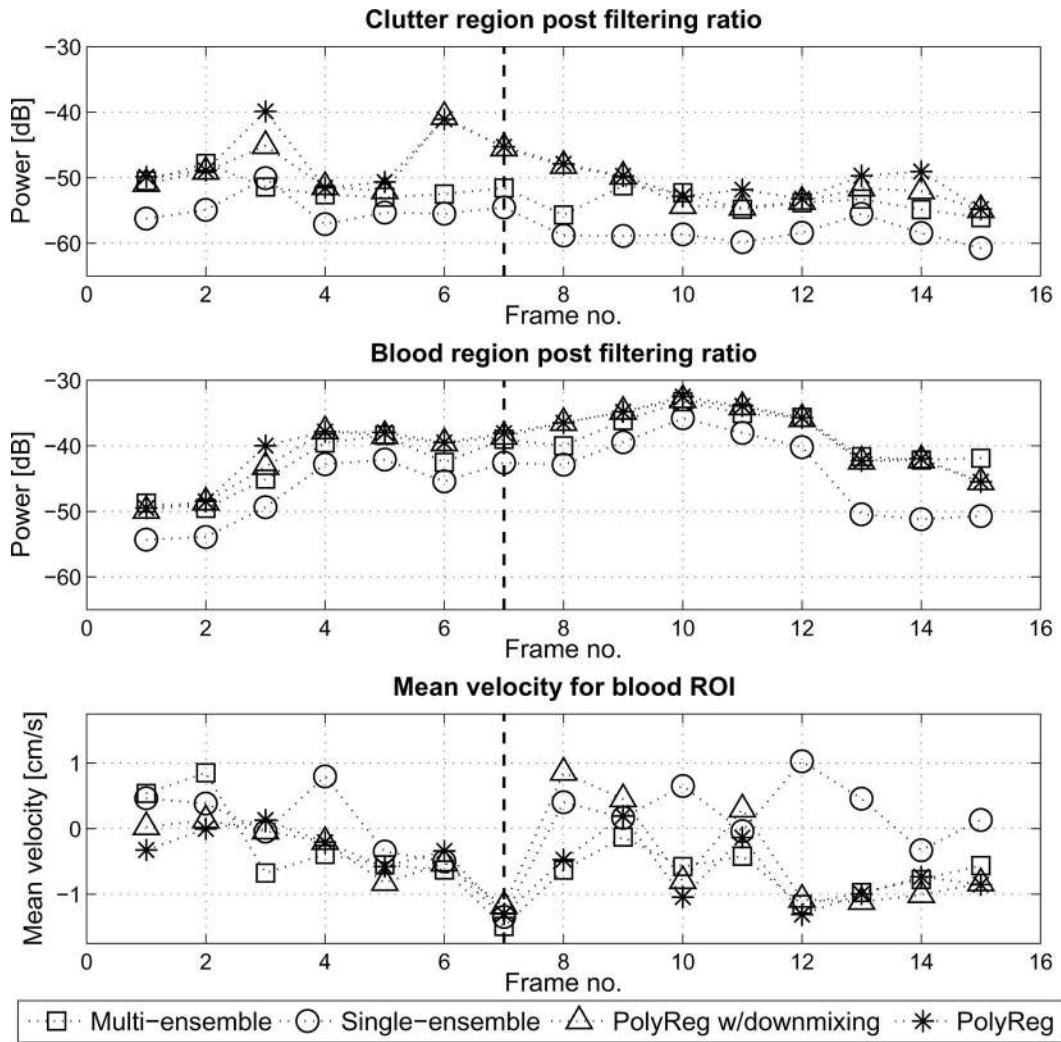 Clutter region post filtering ratio
−30
−40
−50
−60
Power [dB]
0 2 4 6 8 10 12 14 16
Frame no.
Blood region post filtering ratio
−30
−40
−50
−60
Power [dB]
0 2 4 6 8 10 12 14 16
Frame no.
Mean velocity for blood ROI
1
0
−1
Mean velocity [cm/s]
0 2 4 6 8 10 12 14 16
Frame no.
Multi−ensemble Single−ensemble PolyReg w/downmixing PolyReg